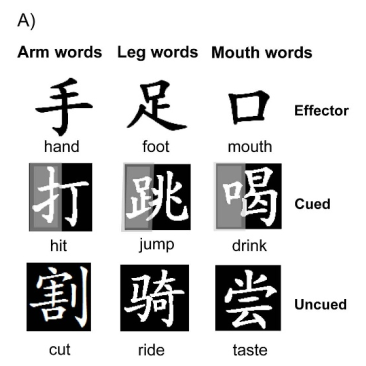 A)
Arm words Leg words Mouth words
手 足 口 Effector
hand foot mouth
打 跳 喝 Cued
hit jump drink
割 骑 尝 Uncued
cut ride taste